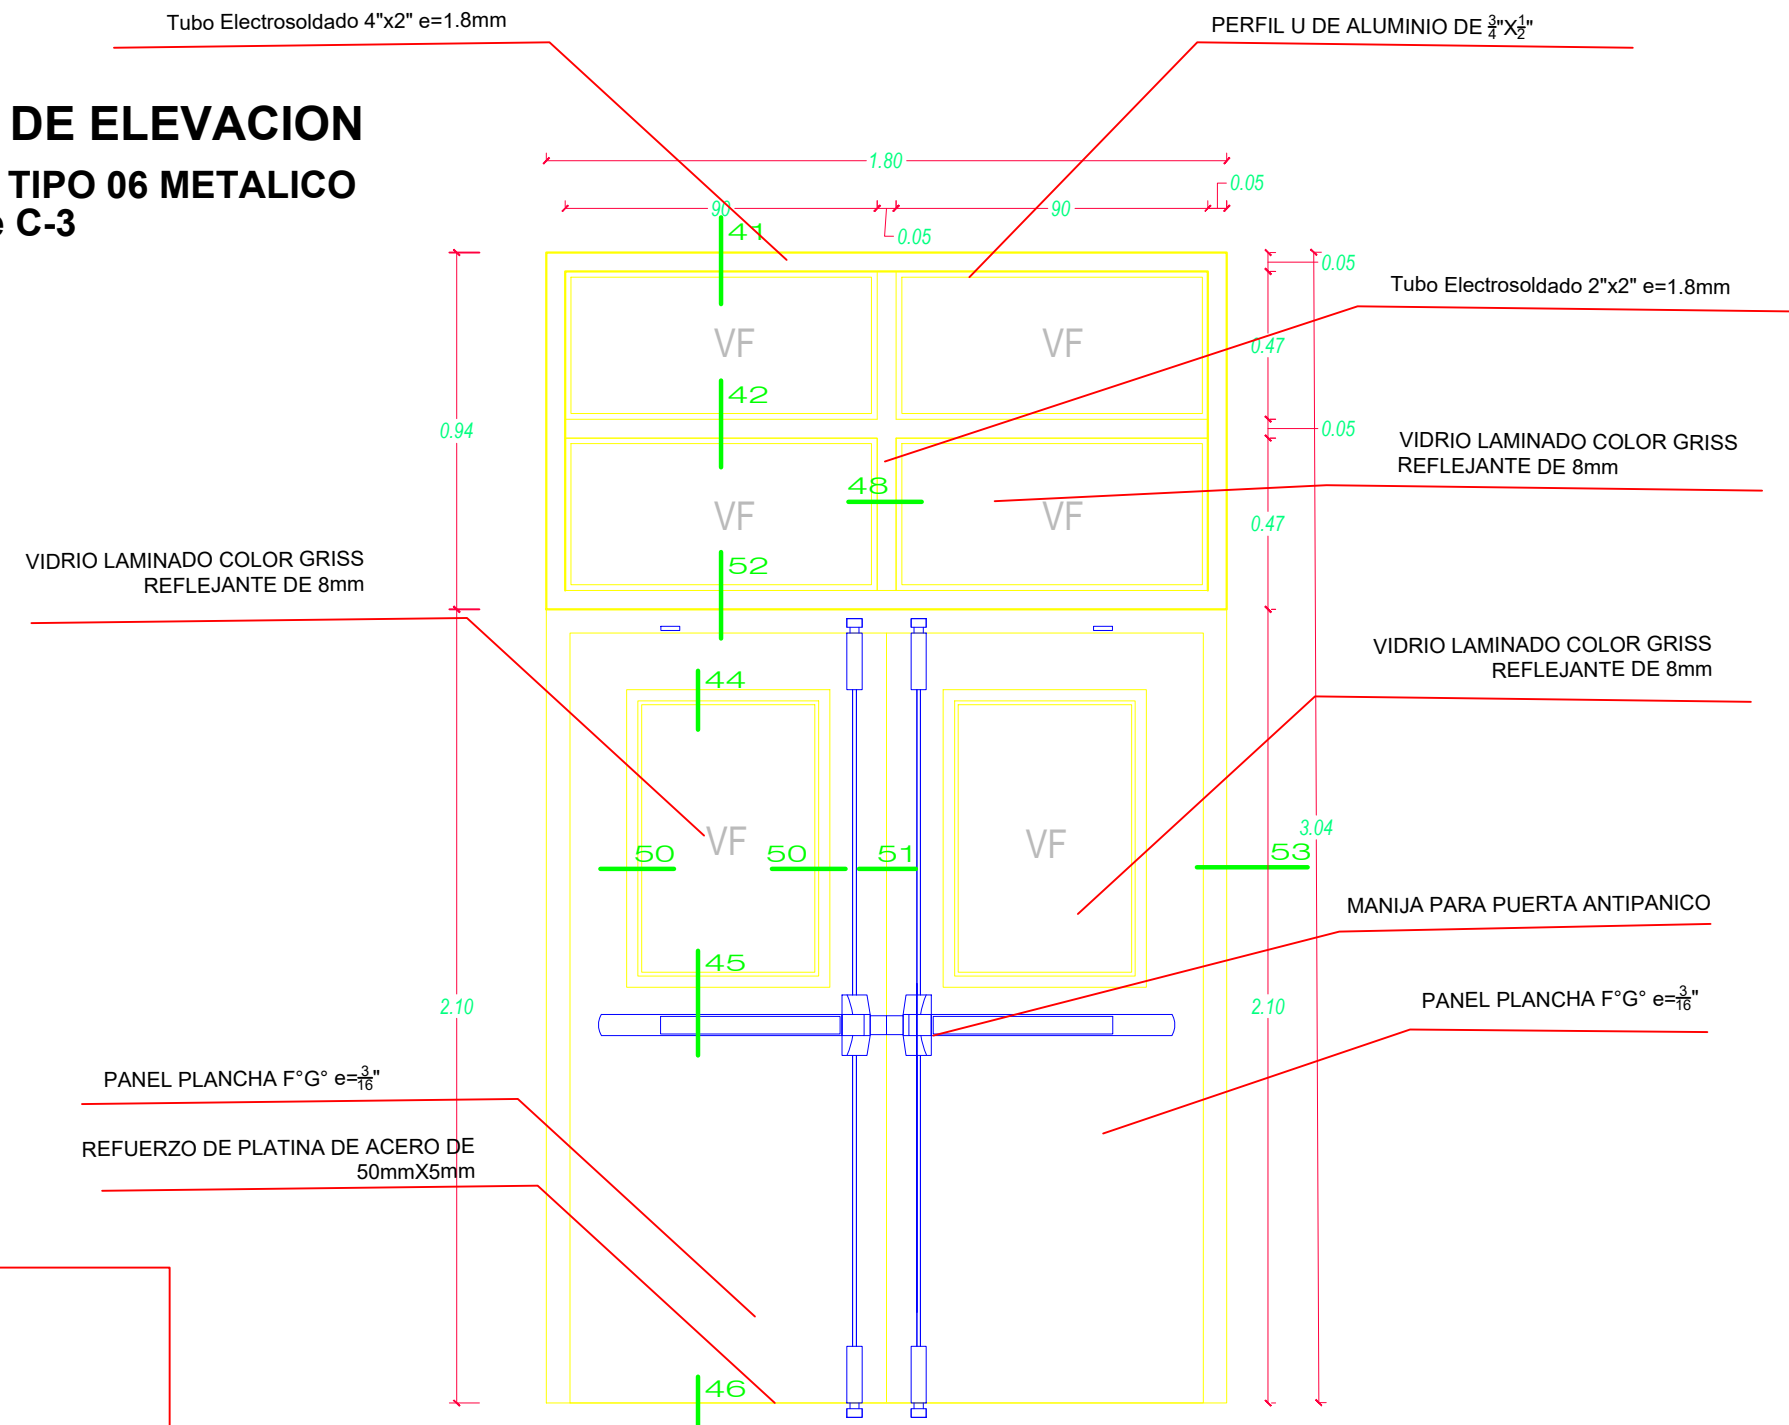 Tubo Electrosoldado 4"x2" e=1.8mm
PERFIL U DE ALUMINIO DE 3/4"X1/2"
DE ELEVACION
TIPO 06 METALICO
C-3
1.80
0.05
90
90
0.05
41
0.05
Tubo Electrosoldado 2"x2" e=1.8mm
VF
VF
0.47
42
0.94
0.05
VIDRIO LAMINADO COLOR GRISS
REFLEJANTE DE 8mm
48
VF
VF
0.47
VIDRIO LAMINADO COLOR GRISS
REFLEJANTE DE 8mm
52
VIDRIO LAMINADO COLOR GRISS
REFLEJANTE DE 8mm
44
VF
VF
3.04
50
50
51
53
MANIJA PARA PUERTA ANTIPANICO
45
2.10
2.10
PANEL PLANCHA F°G° e=3/16"
PANEL PLANCHA F°G° e=3/16"
REFUERZO DE PLATINA DE ACERO DE
50mmX5mm
46